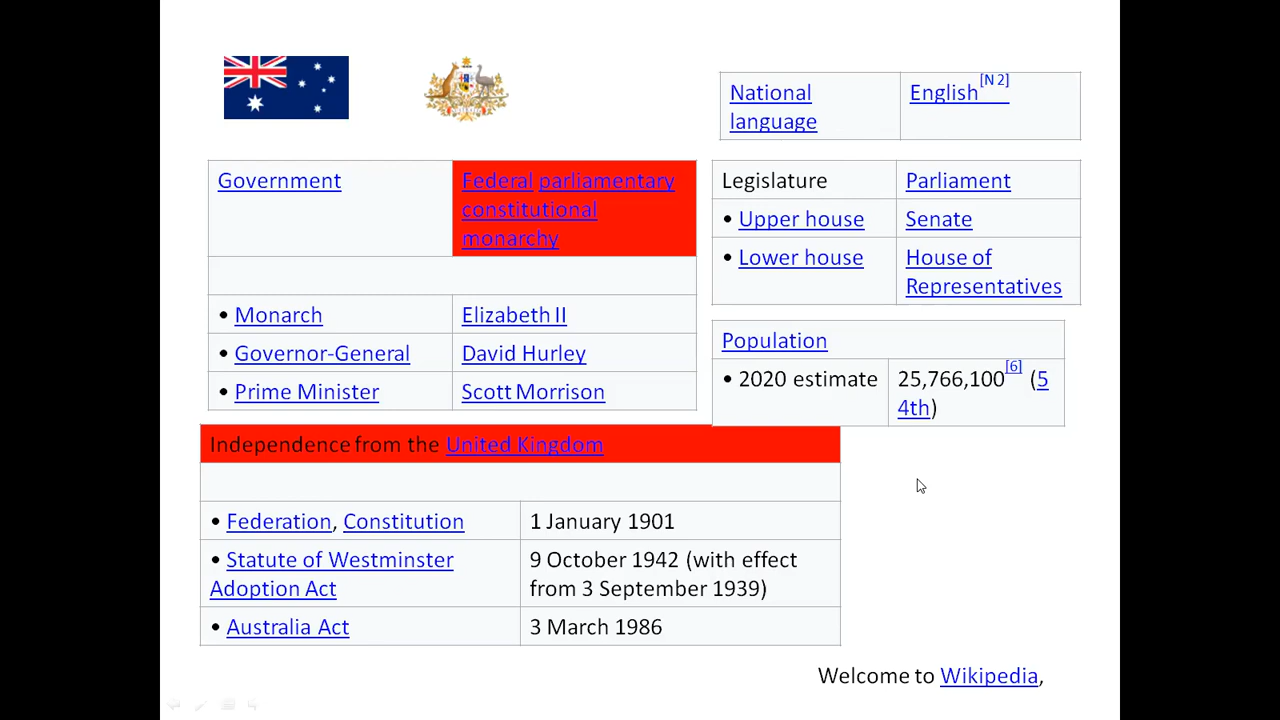 National English[N 2]
language
Government Federal parliamentary
constitutional
monarchy
• Monarch Elizabeth II
• Governor-General David Hurley
• Prime Minister Scott Morrison
Legislature Parliament
• Upper house Senate
• Lower house House of
Representatives
Population
• 2020 estimate 25,766,100[6] (5
4th)
Independence from the United Kingdom
• Federation, Constitution 1 January 1901
• Statute of Westminster 9 October 1942 (with effect
Adoption Act from 3 September 1939)
• Australia Act 3 March 1986
Welcome to Wikipedia,